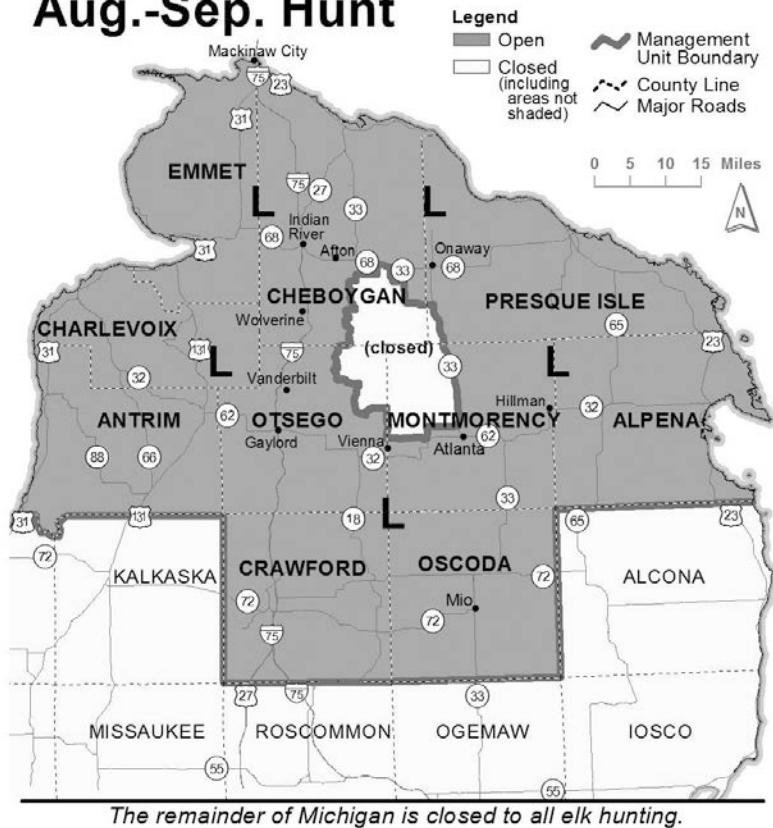 Aug.-Sep. Hunt
Legend
Open
Closed
(including
areas not
shaded)
Management
Unit Boundary
County Line
Major Roads
0 5 10 15 Miles
N
Mackinaw City
75
23
31
EMMET
L
75
27
33
L
Indian
River
68
31
Afton
68
33
Onaway
68
CHEBOYGAN
PRESQUE ISLE
Wolverine
65
CHARLEVOIX
31
131
L
75
(closed)
33
L
23
32
Vanderbilt
Hillman
32
ANTRIM
62
OTSEGO
MONTMORENCY
ALPENA
Gaylord
Vienna
62
Atlanta
88
66
32
33
31
131
18
L
65
23
72
KALKASKA
CRAWFORD
OSCODA
72
ALCONA
72
Mio
72
75
27
75
33
MISSAUKEE
ROSCOMMON
OGEMAW
IOSCO
55
55
The remainder of Michigan is closed to all elk hunting.